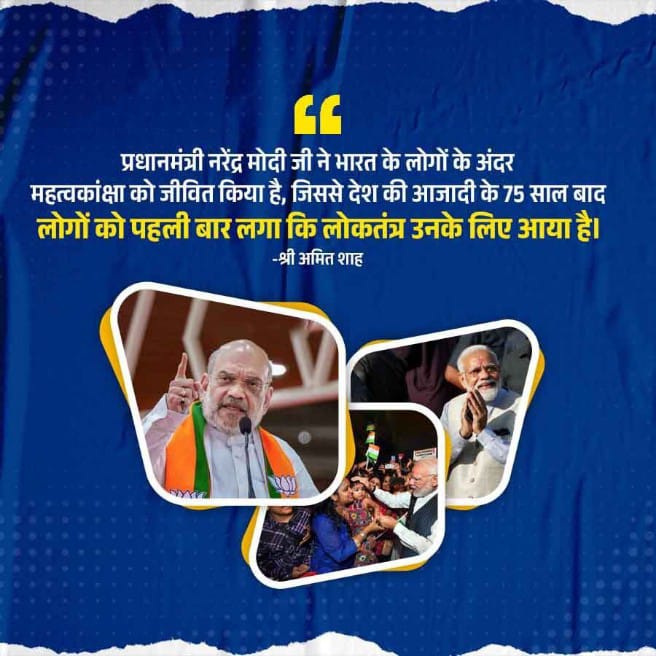 “
प्रधानमंत्री नरेंद्र मोदी जी ने भारत के लोगों के अंदर
महत्वकांक्षा को जीवित किया है, जिससे देश की आजादी के 75 साल बाद
लोगों को पहली बार लगा कि लोकतंत्र उनके लिए आया है।
-श्री अमित शाह